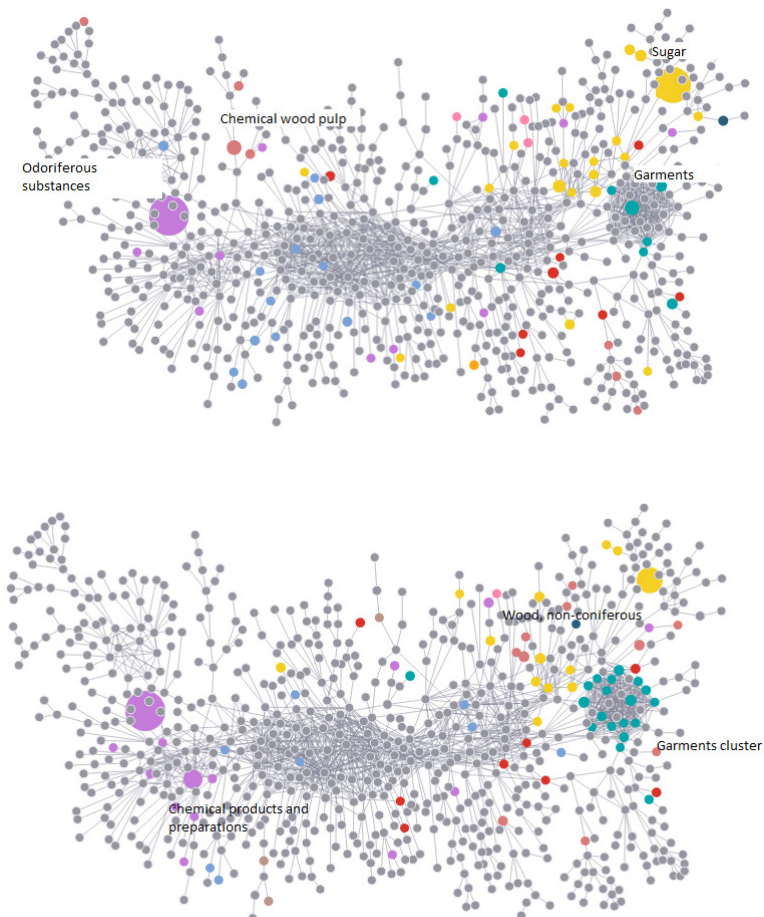 Sugar
Chemical wood pulp
Odoriferous
substances
Garments
Wood, non-coniferous
Garments cluster
Chemical products and
preparations